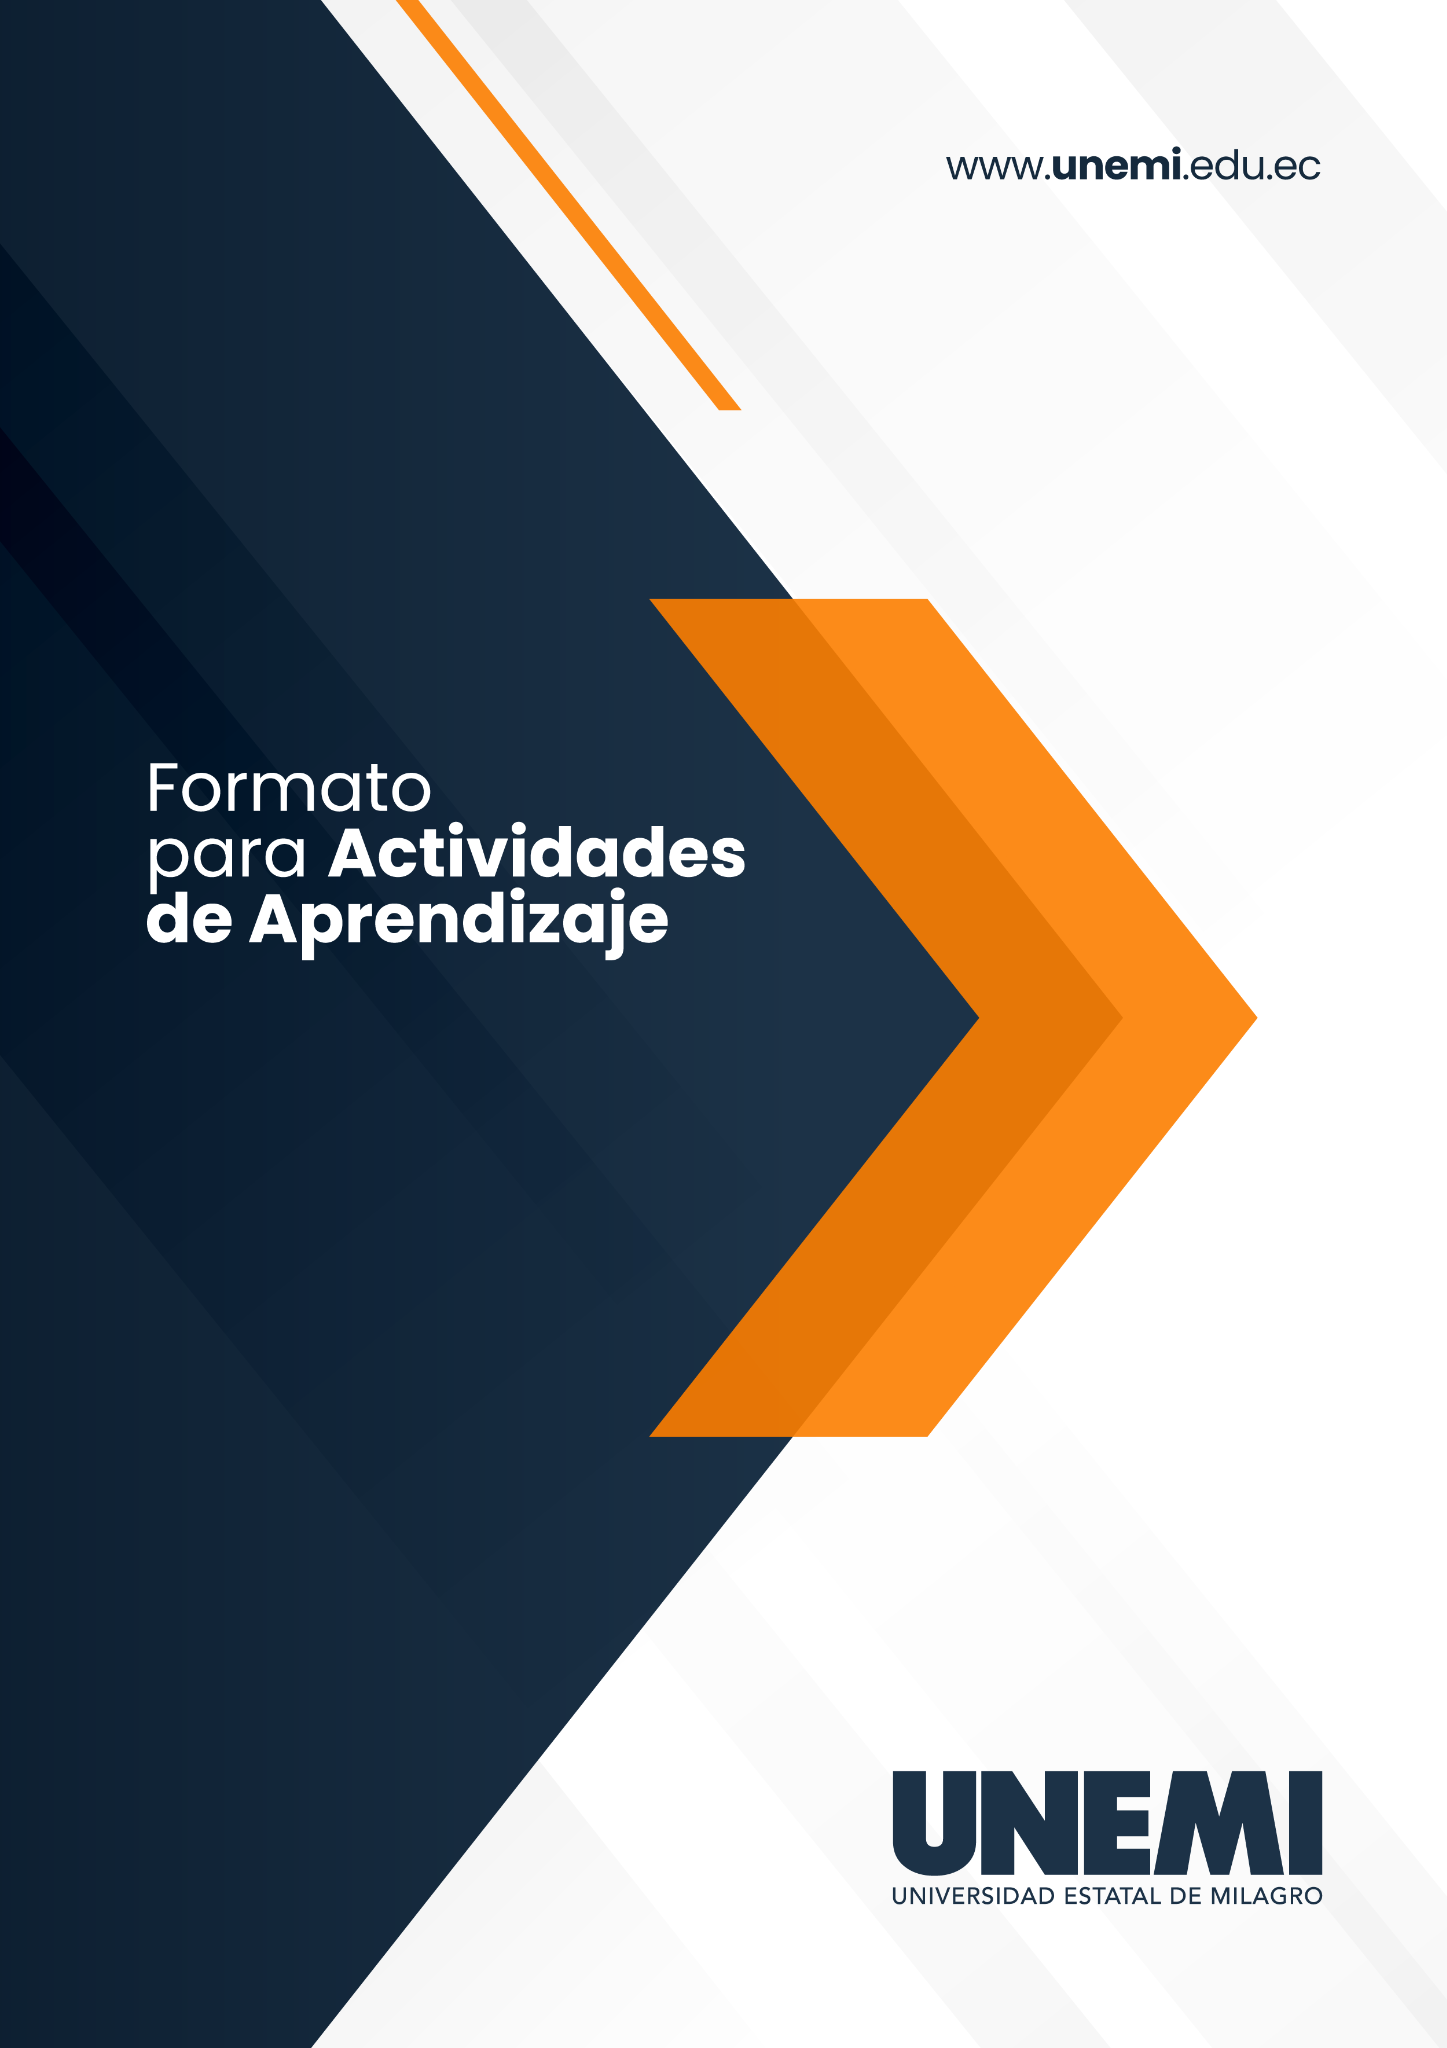 www.unemi.edu.ec
Formato
para Actividades
de Aprendizaje
UNEMI
UNIVERSIDAD ESTATAL DE MILAGRO